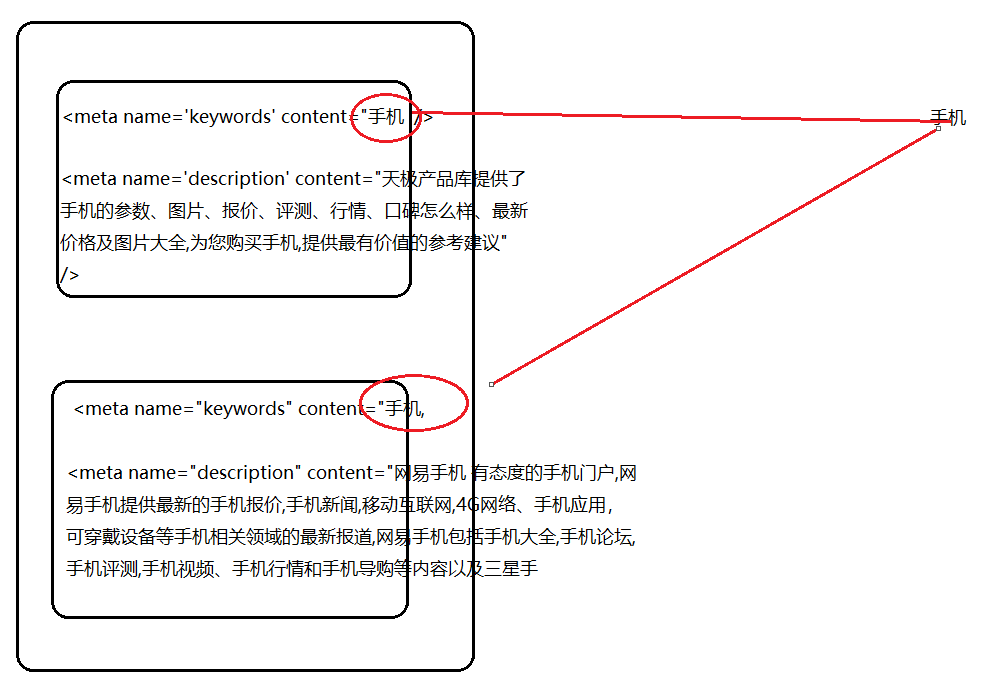 <meta name='keywords' content="手机 />
手机
<meta name='description' content="天极产品库提供了
手机的参数、图片、报价、评测、行情、口碑怎么样、最新
价格及图片大全,为您购买手机,提供最有价值的参考建议"
/>
<meta name="keywords" content="手机,
<meta name="description" content="网易手机 有态度的手机门户,网
易手机提供最新的手机报价,手机新闻,移动互联网,4G网络、手机应用，
可穿戴设备等手机相关领域的最新报道,网易手机包括手机大全,手机论坛,
手机评测,手机视频、手机行情和手机导购等内容以及三星手